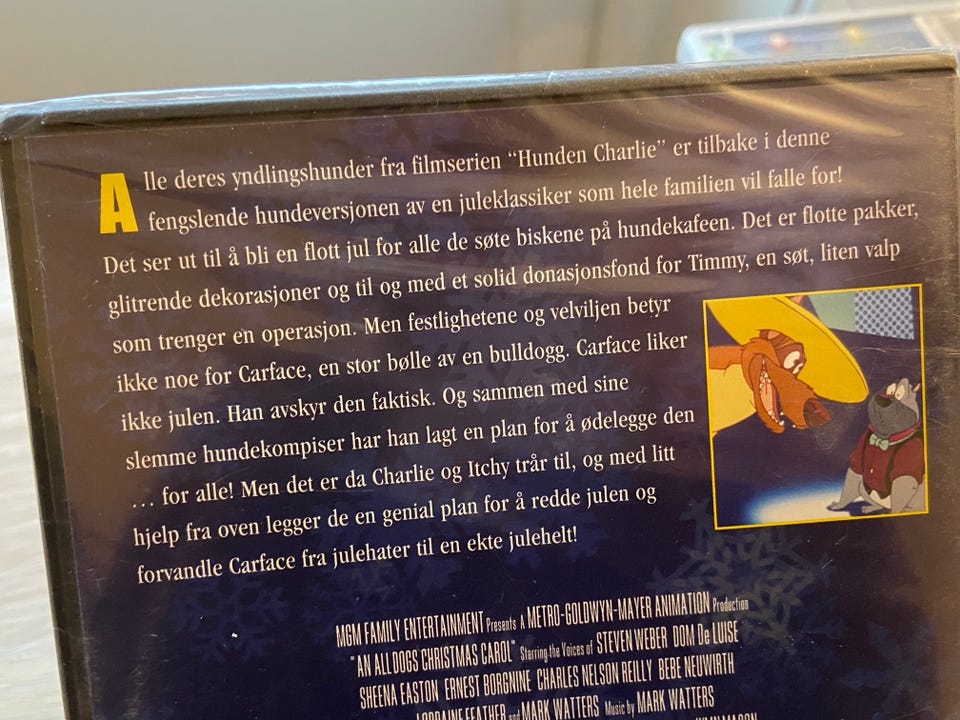 Alle deres yndlingshunder fra filmserien “Hunden Charlie” er tilbake i denne
fengslende hundeversjonen av en juleklassiker som hele familien vil falle for!
Det ser ut til å bli en flott jul for alle de søte biskene på hundekafeen. Det er flotte pakker,
glitrende dekorasjoner og til og med et solid donasjonsfond for Timmy, en søt, liten valp
som trenger en operasjon. Men festlighetene og velviljen betyr
ikke noe for Carface, en stor bølle av en bulldogg. Carface liker
ikke julen. Han avskyr den faktisk. Og sammen med sine
slemme hundekompiser har han lagt en plan for å ødelegge den
… for alle! Men det er da Charlie og Itchy trår til, og med litt
hjelp fra oven legger de en genial plan for å redde julen og
forvandle Carface fra julehater til en ekte julehelt!
MGM FAMILY ENTERTAINMENT Presents A METRO-GOLDWYN-MAYER ANIMATION Production
"AN ALL DOGS CHRISTMAS CAROL" Starring the Voices of STEVEN WEBER DOM De LUISE
SHEENA EASTON ERNEST BORGNINE CHARLES NELSON REILLY BEBE NEUWIRTH
LORRAINE FEATHER and MARK WATTERS Music by MARK WATTERS